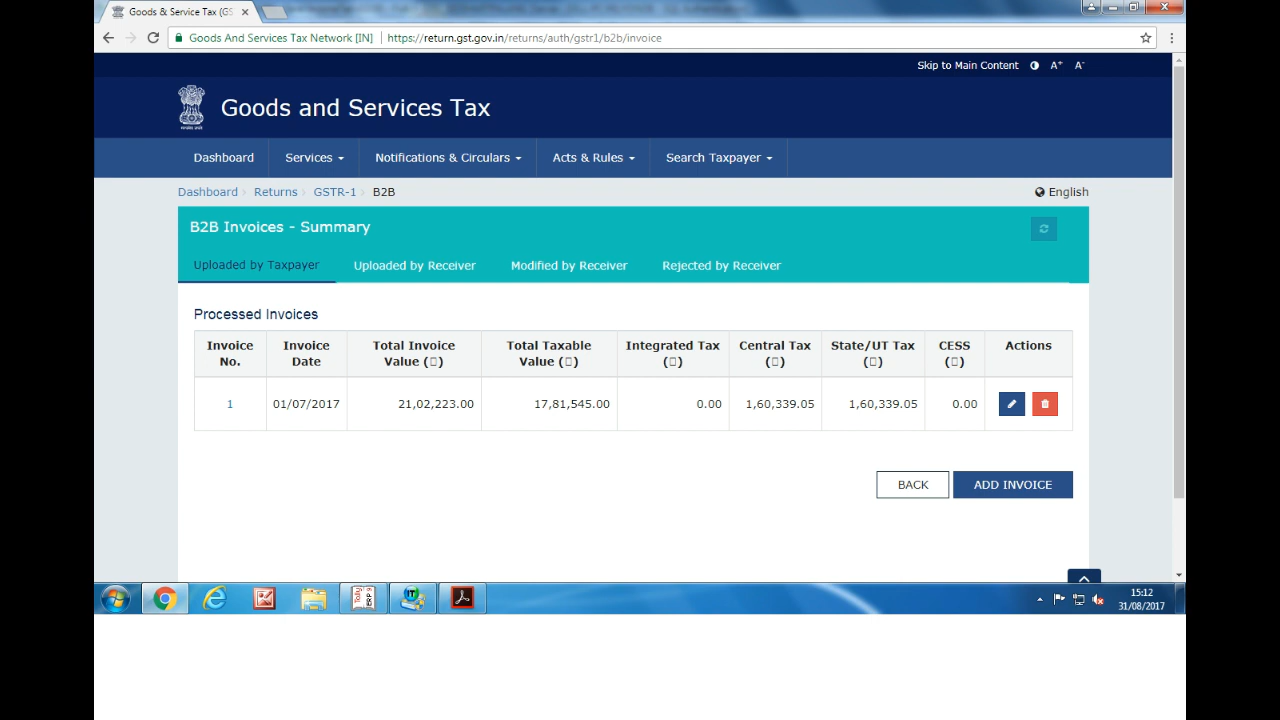 Goods & Service Tax (GS
Goods And Services Tax Network [IN] https://return.gst.gov.in/returns/auth/gstr1/b2b/invoice
Skip to Main Content A+ A-
Goods and Services Tax
Dashboard Services Notifications & Circulars Acts & Rules Search Taxpayer
Dashboard Returns GSTR-1 B2B English
B2B Invoices - Summary
Uploaded by Taxpayer Uploaded by Receiver Modified by Receiver Rejected by Receiver
Processed Invoices
Invoice No. Invoice Date Total Invoice Value () Total Taxable Value () Integrated Tax () Central Tax () State/UT Tax () CESS () Actions
1 01/07/2017 21,02,223.00 17,81,545.00 0.00 1,60,339.05 1,60,339.05 0.00
BACK ADD INVOICE
15:12
31/08/2017